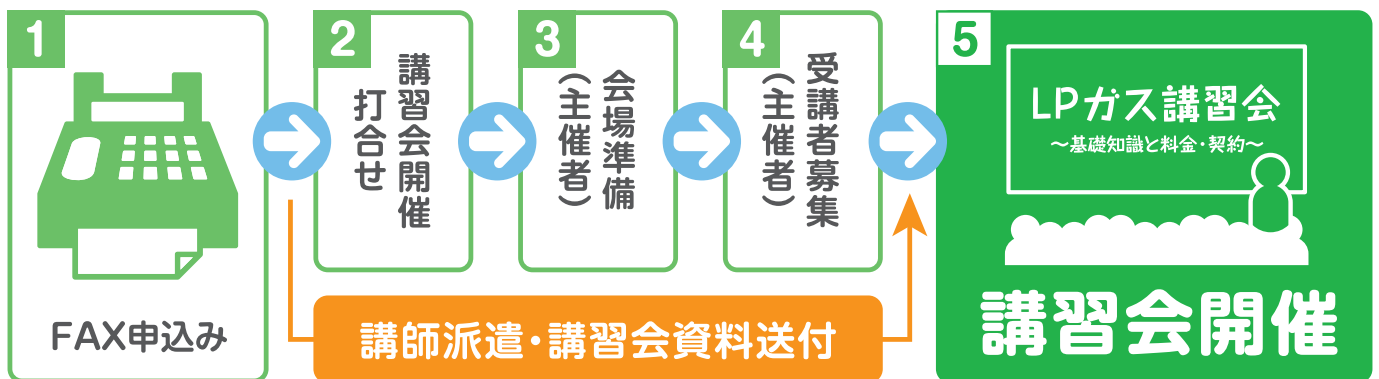 1
FAX申込み
2
講習会開催
打合せ
3
会場準備
（主催者）
4
受講者募集
（主催者）
講師派遣・講習会資料送付
5
LPガス講習会
〜基礎知識と料金・契約〜
講習会開催